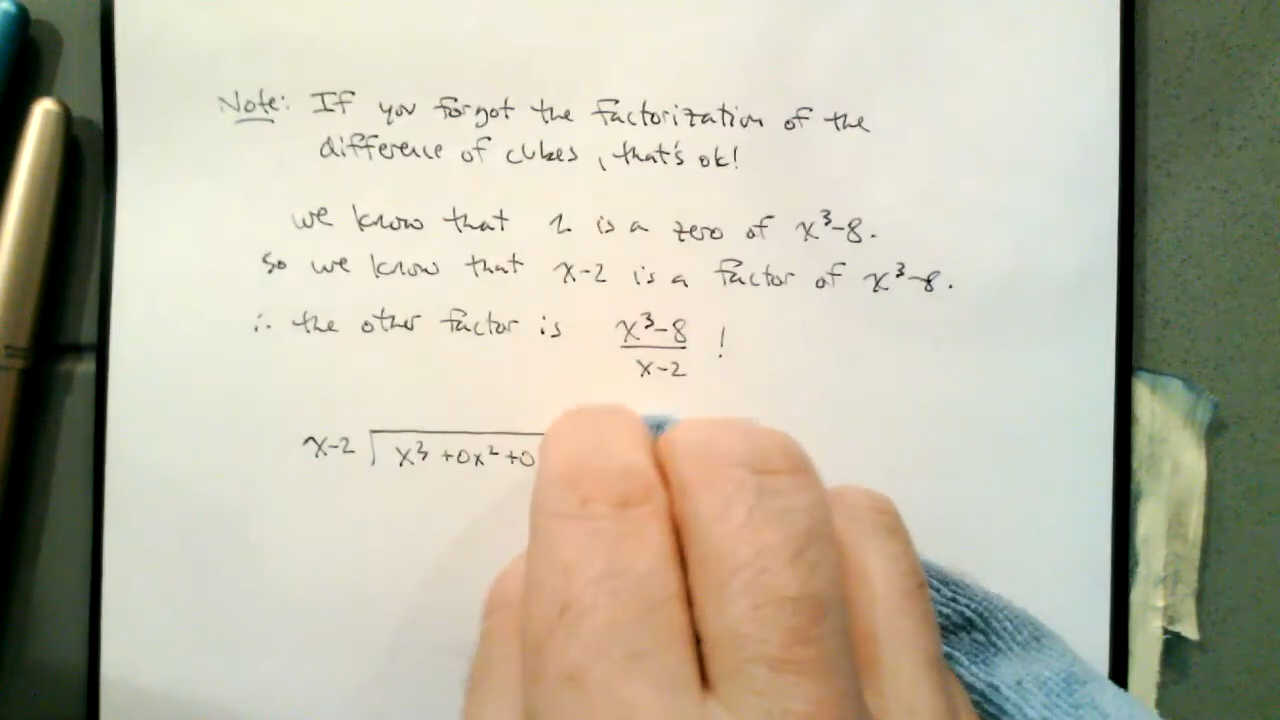 Note: If you forgot the factorization of the
difference of cubes, that's ok!
we know that 2 is a zero of x³-8.
So we know that x-2 is a factor of x³-8.
∴ the other factor is x³-8 / x-2 !
x-2 | x³ +0x² +0